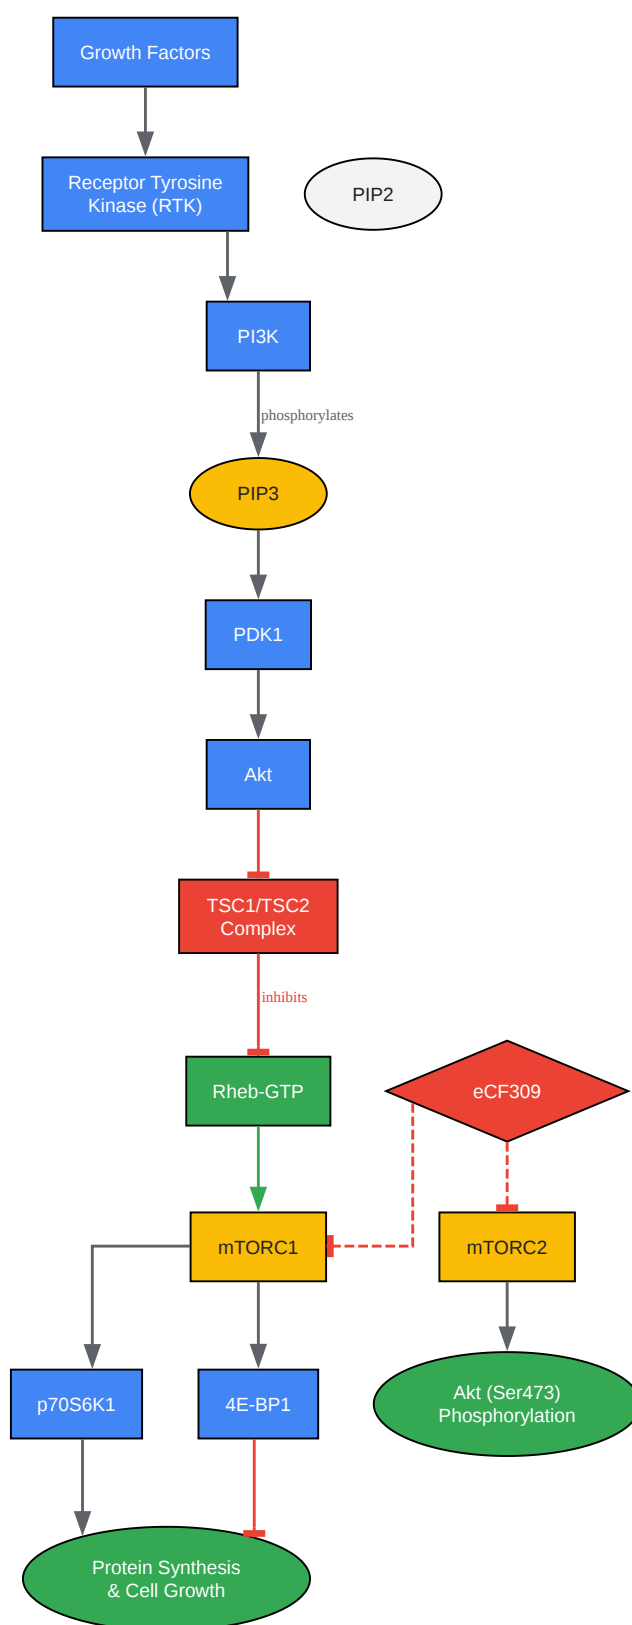 Growth Factors
Receptor Tyrosine
Kinase (RTK)
PIP2
PI3K
phosphorylates
PIP3
PDK1
Akt
TSC1/TSC2
Complex
inhibits
Rheb-GTP
eCF309
mTORC1
mTORC2
p70S6K1
4E-BP1
Akt (Ser473)
Phosphorylation
Protein Synthesis
& Cell Growth